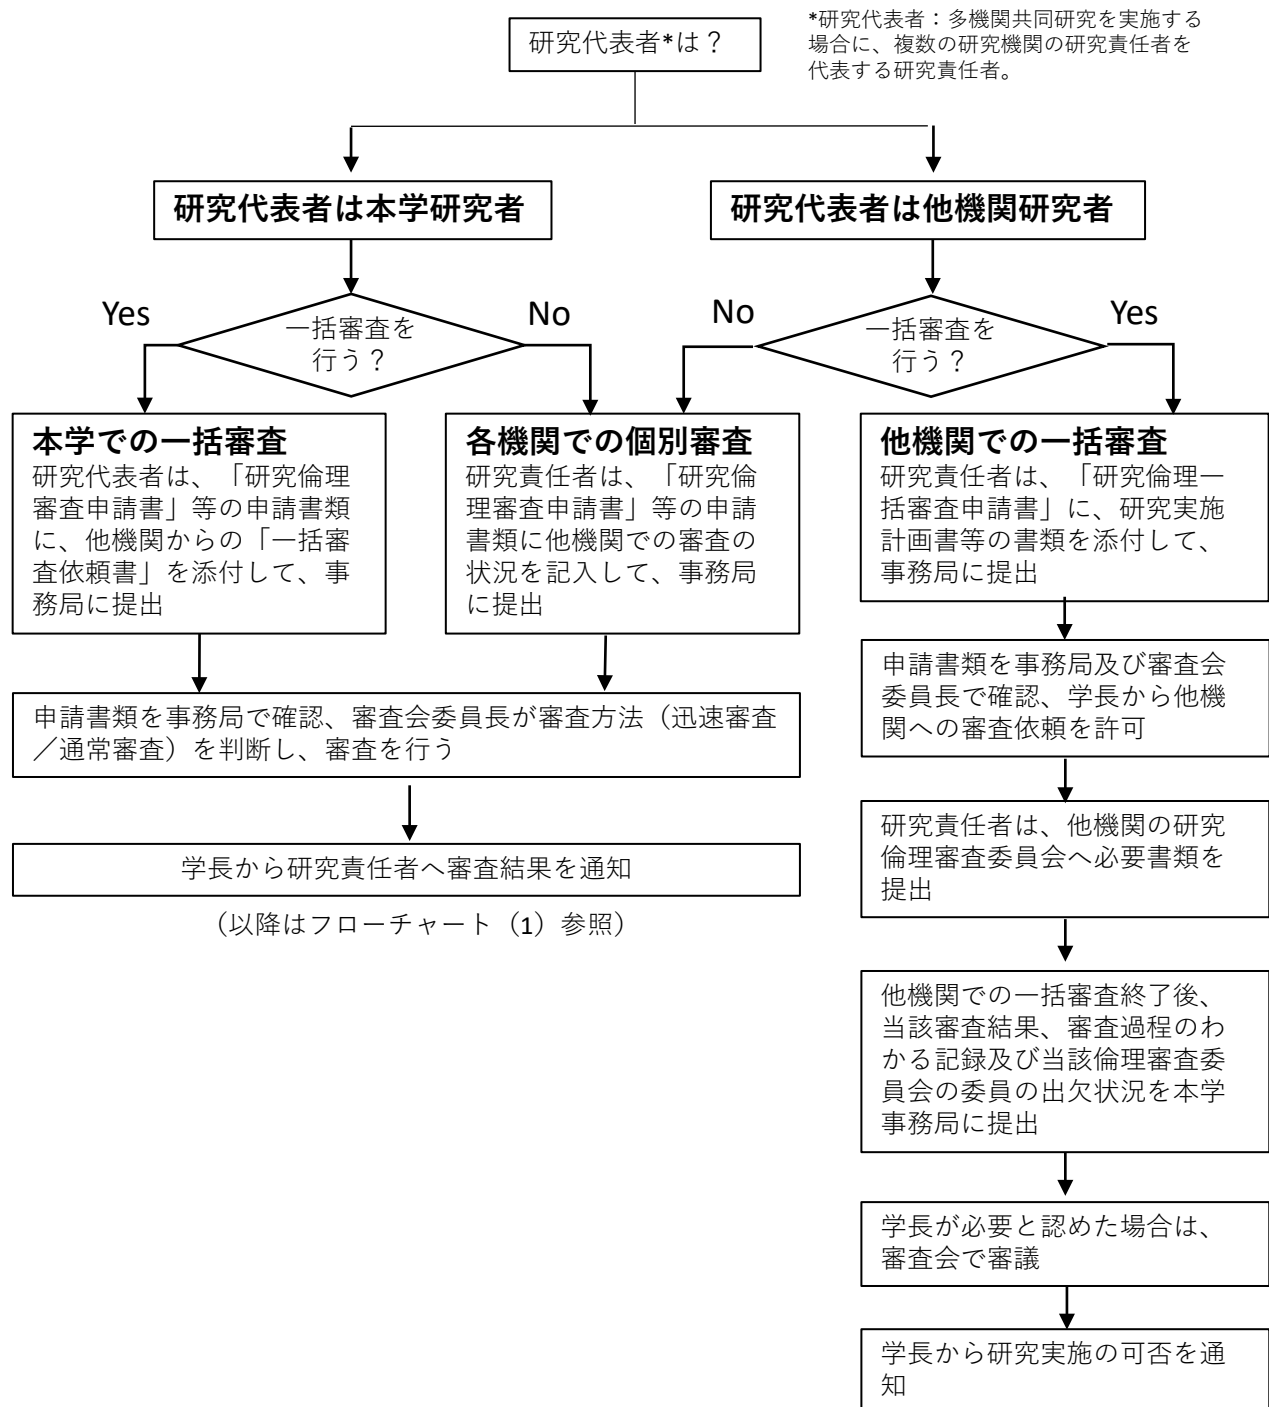 研究代表者*は？
*研究代表者：多機関共同研究を実施する
場合に、複数の研究機関の研究責任者を
代表する研究責任者。
研究代表者は本学研究者
研究代表者は他機関研究者
Yes
一括審査を
行う？
No
No
一括審査を
行う？
Yes
本学での一括審査
研究代表者は、「研究倫理
審査申請書」等の申請書類
に、他機関からの「一括審
査依頼書」を添付して、事
務局に提出
各機関での個別審査
研究責任者は、「研究倫
理審査申請書」等の申請
書類に他機関での審査の
状況を記入して、事務局
に提出
他機関での一括審査
研究責任者は、「研究倫理一
括審査申請書」に、研究実施
計画書等の書類を添付して、
事務局に提出
申請書類を事務局で確認、審査会委員長が審査方法（迅速審査
／通常審査）を判断し、審査を行う
学長から研究責任者へ審査結果を通知
（以降はフローチャート（1）参照）
申請書類を事務局及び審査会
委員長で確認、学長から他機
関への審査依頼を許可
研究責任者は、他機関の研究
倫理審査委員会へ必要書類を
提出
他機関での一括審査終了後、
当該審査結果、審査過程のわ
かる記録及び当該倫理審査委
員会の委員の出欠状況を本学
事務局に提出
学長が必要と認めた場合は、
審査会で審議
学長から研究実施の可否を通
知